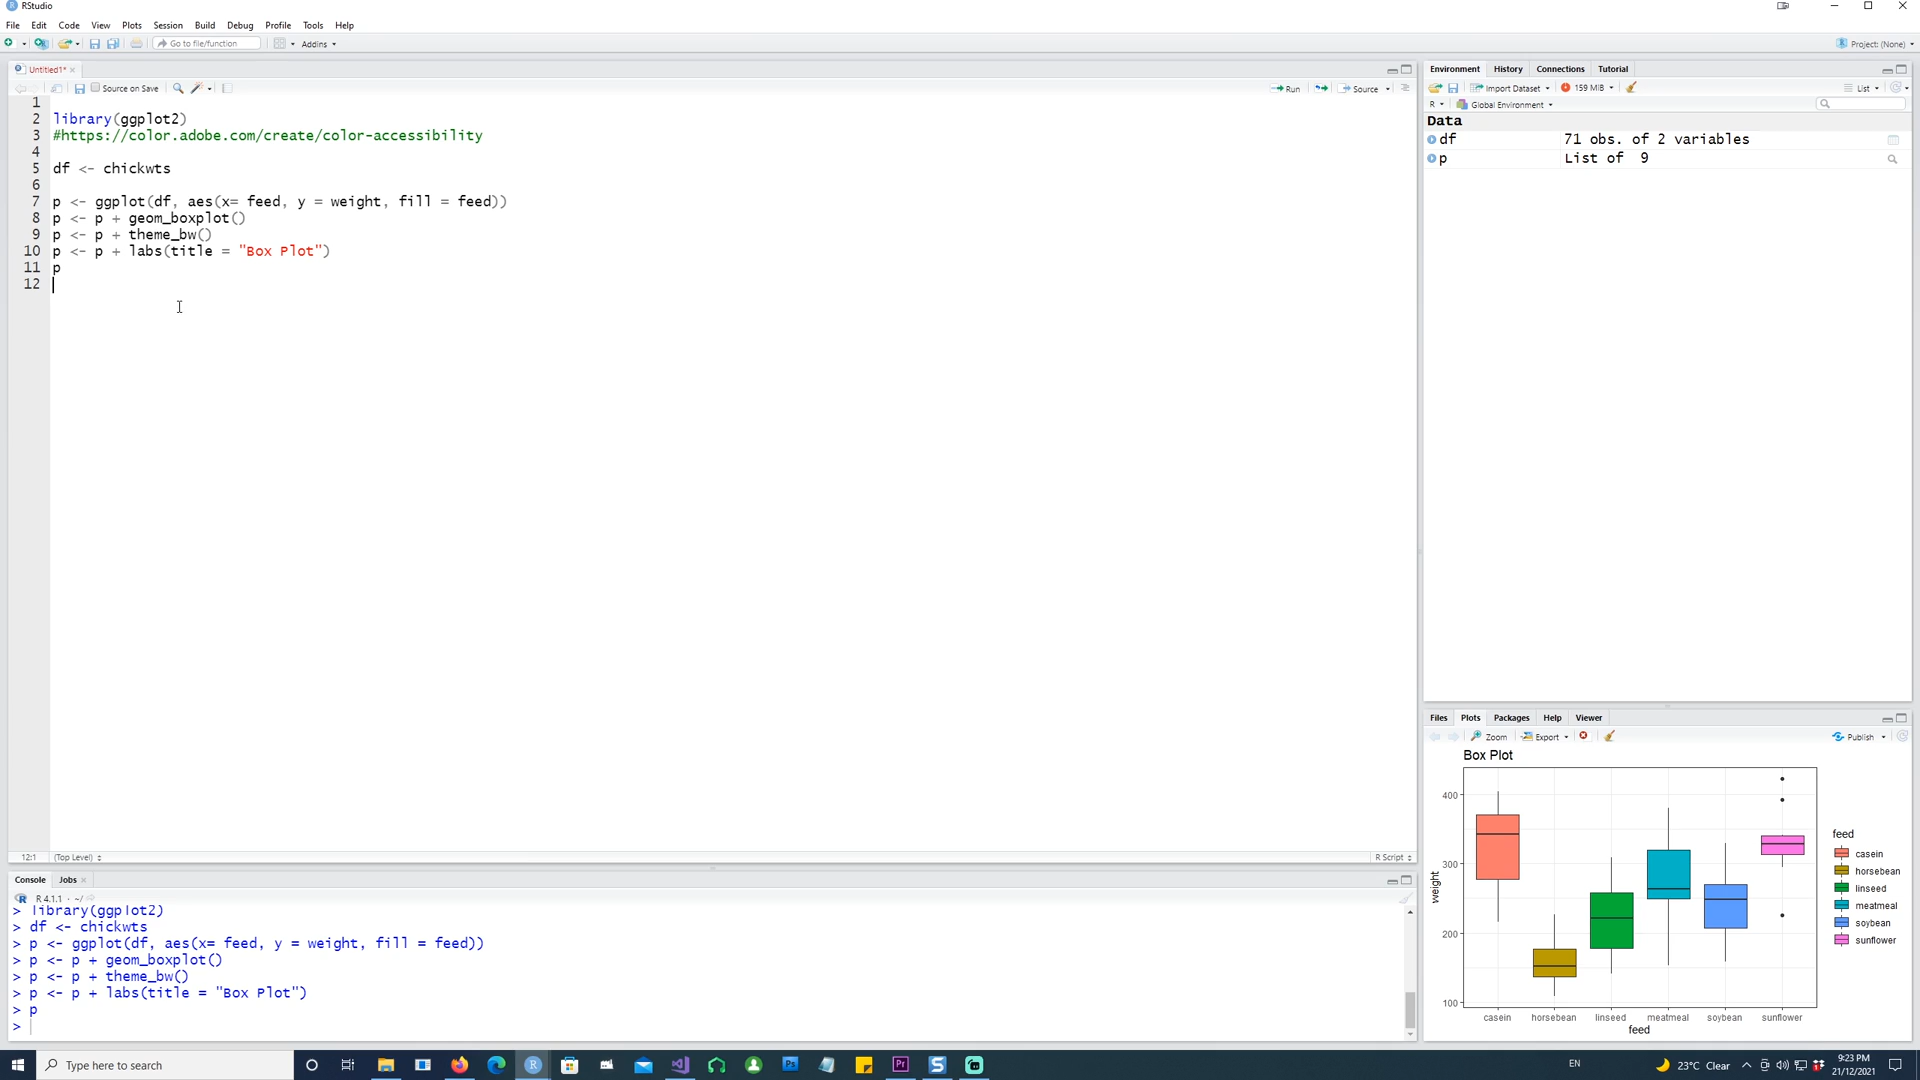 RStudio
File Edit Code View Plots Session Build Debug Profile Tools Help
Go to file/function Addins Project: (None)
Untitled1*
Source on Save Run Source
1
2 library(ggplot2)
3 #https://color.adobe.com/create/color-accessibility
4
5 df <- chickwts
6
7 p <- ggplot(df, aes(x= feed, y = weight, fill = feed))
8 p <- p + geom_boxplot()
9 p <- p + theme_bw()
10 p <- p + labs(title = "Box Plot")
11 p
12
12:1 (Top Level) R Script
Console Jobs
R 4.1.1 · ~/
> library(ggplot2)
> df <- chickwts
> p <- ggplot(df, aes(x= feed, y = weight, fill = feed))
> p <- p + geom_boxplot()
> p <- p + theme_bw()
> p <- p + labs(title = "Box Plot")
> p
>
Environment History Connections Tutorial
Import Dataset 159 MiB List
R Global Environment
Data
df 71 obs. of 2 variables
p List of 9
Files Plots Packages Help Viewer
Zoom Export Publish
Box Plot
400
300
200
100
weight
casein horsebean linseed meatmeal soybean sunflower
feed
feed
casein
horsebean
linseed
meatmeal
soybean
sunflower
Type here to search
EN
23°C Clear
9:23 PM
21/12/2021